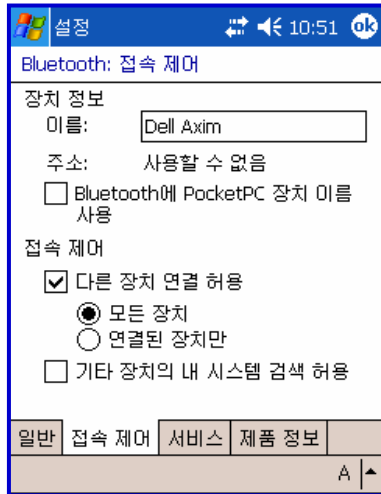 설정 10:51 ok
Bluetooth: 접속 제어
장치 정보
이름: Dell Axim
주소: 사용할 수 없음
Bluetooth에 PocketPC 장치 이름
사용
접속 제어
다른 장치 연결 허용
모든 장치
연결된 장치만
기타 장치의 내 시스템 검색 허용
일반 접속 제어 서비스 제품 정보
A